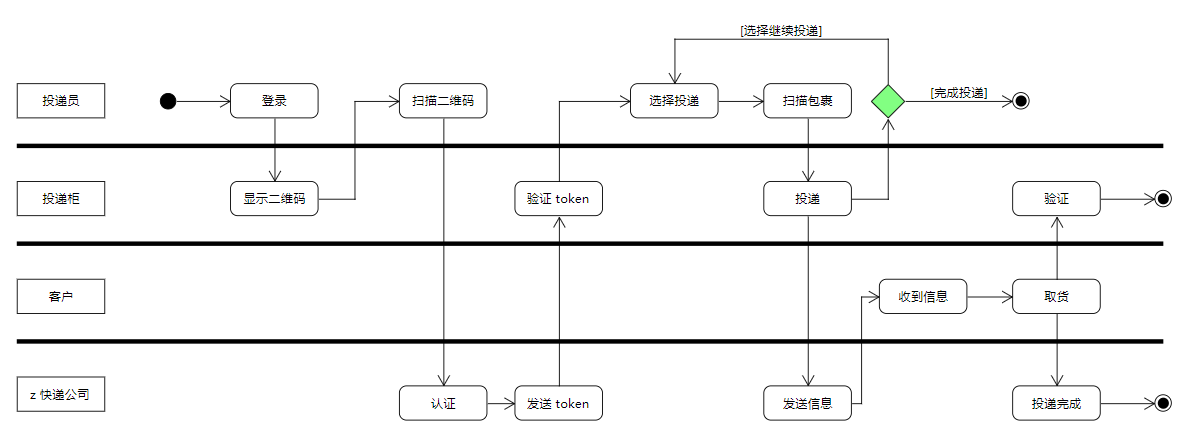 [选择继续投递]
投递员
登录
扫描二维码
选择投递
扫描包裹
[完成投递]
投递柜
显示二维码
验证 token
投递
验证
客户
收到信息
取货
z 快递公司
认证
发送 token
发送信息
投递完成